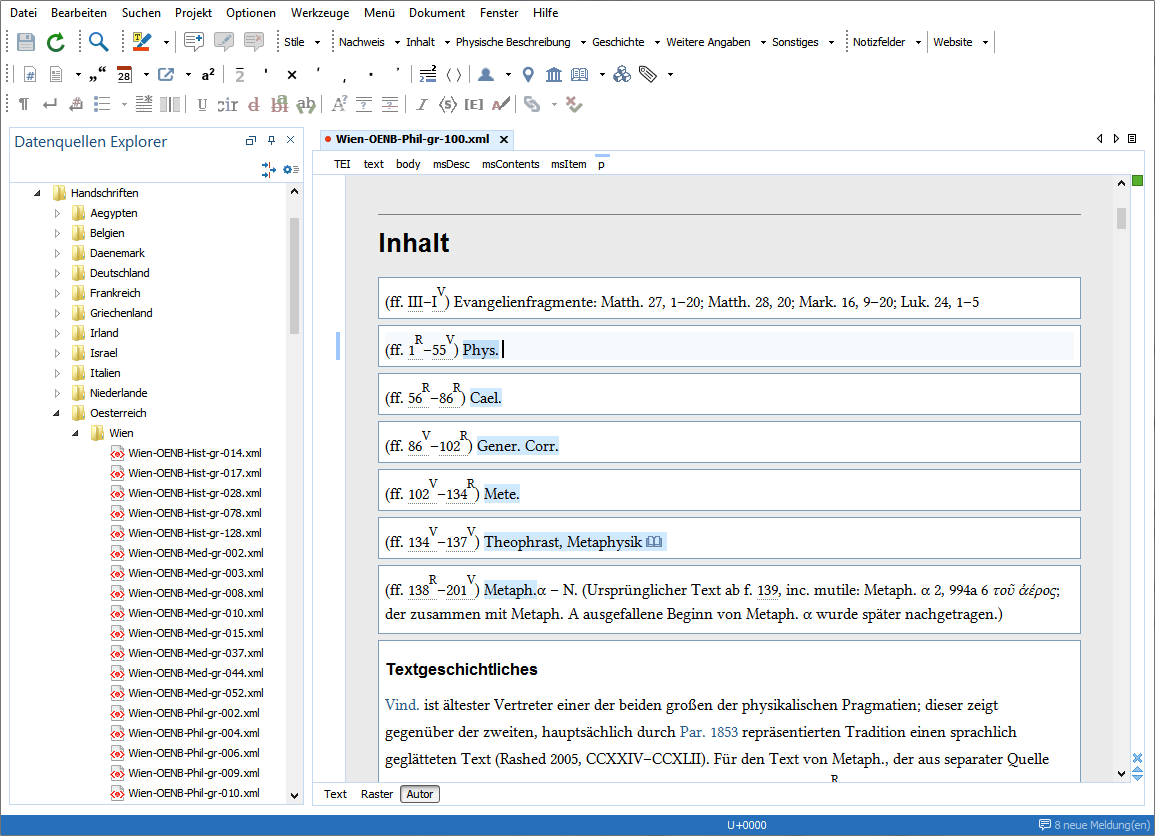 Datei Bearbeiten Suchen Projekt Optionen Werkzeuge Menü Dokument Fenster Hilfe
Stile Nachweis Inhalt Physische Beschreibung Geschichte Weitere Angaben Sonstiges Notizfelder Website
Datenquellen Explorer
Handschriften
Aegypten
Belgien
Daenemark
Deutschland
Frankreich
Griechenland
Irland
Israel
Italien
Niederlande
Oesterreich
Wien
Wien-OENB-Hist-gr-014.xml
Wien-OENB-Hist-gr-017.xml
Wien-OENB-Hist-gr-028.xml
Wien-OENB-Hist-gr-078.xml
Wien-OENB-Hist-gr-128.xml
Wien-OENB-Med-gr-002.xml
Wien-OENB-Med-gr-003.xml
Wien-OENB-Med-gr-008.xml
Wien-OENB-Med-gr-010.xml
Wien-OENB-Med-gr-015.xml
Wien-OENB-Med-gr-037.xml
Wien-OENB-Med-gr-044.xml
Wien-OENB-Med-gr-052.xml
Wien-OENB-Phil-gr-002.xml
Wien-OENB-Phil-gr-004.xml
Wien-OENB-Phil-gr-006.xml
Wien-OENB-Phil-gr-009.xml
Wien-OENB-Phil-gr-010.xml
Wien-OENB-Phil-gr-100.xml
TEI text body msDesc msContents msItem p
Inhalt
(ff. III–I^V) Evangelienfragmente: Matth. 27, 1–20; Matth. 28, 20; Mark. 16, 9–20; Luk. 24, 1–5
(ff. 1^R–55^V) Phys.
(ff. 56^R–86^R) Cael.
(ff. 86^V–102^R) Gener. Corr.
(ff. 102^V–134^R) Mete.
(ff. 134^V–137^V) Theophrast, Metaphysik
(ff. 138^R–201^V) Metaph.α – N. (Ursprünglicher Text ab f. 139, inc. mutile: Metaph. α 2, 994a 6 τοῦ ἀέρος;
der zusammen mit Metaph. A ausgefallene Beginn von Metaph. α wurde später nachgetragen.)
Textgeschichtliches
Vind. ist ältester Vertreter einer der beiden großen der physikalischen Pragmatien; dieser zeigt
gegenüber der zweiten, hauptsächlich durch Par. 1853 repräsentierten Tradition einen sprachlich
geglätteten Text (Rashed 2005, CCXXIV–CCXLII). Für den Text von Metaph., der aus separater Quelle
R
Text Raster Autor
U+0000
8 neue Meldung(en)